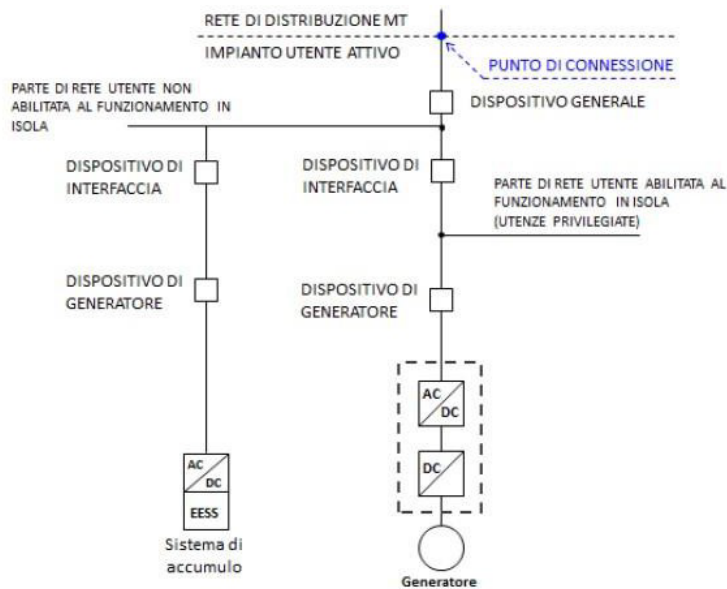 RETE DI DISTRIBUZIONE MT
IMPIANTO UTENTE ATTIVO
PUNTO DI CONNESSIONE
PARTE DI RETE UTENTE NON
ABILITATA AL FUNZIONAMENTO IN
ISOLA
DISPOSITIVO GENERALE
DISPOSITIVO DI
INTERFACCIA
DISPOSITIVO DI
INTERFACCIA
PARTE DI RETE UTENTE ABILITATA AL
FUNZIONAMENTO IN ISOLA
(UTENZE PRIVILEGIATE)
DISPOSITIVO DI
GENERATORE
DISPOSITIVO DI
GENERATORE
AC
DC
DC
AC
DC
EESS
Sistema di
accumulo
Generatore